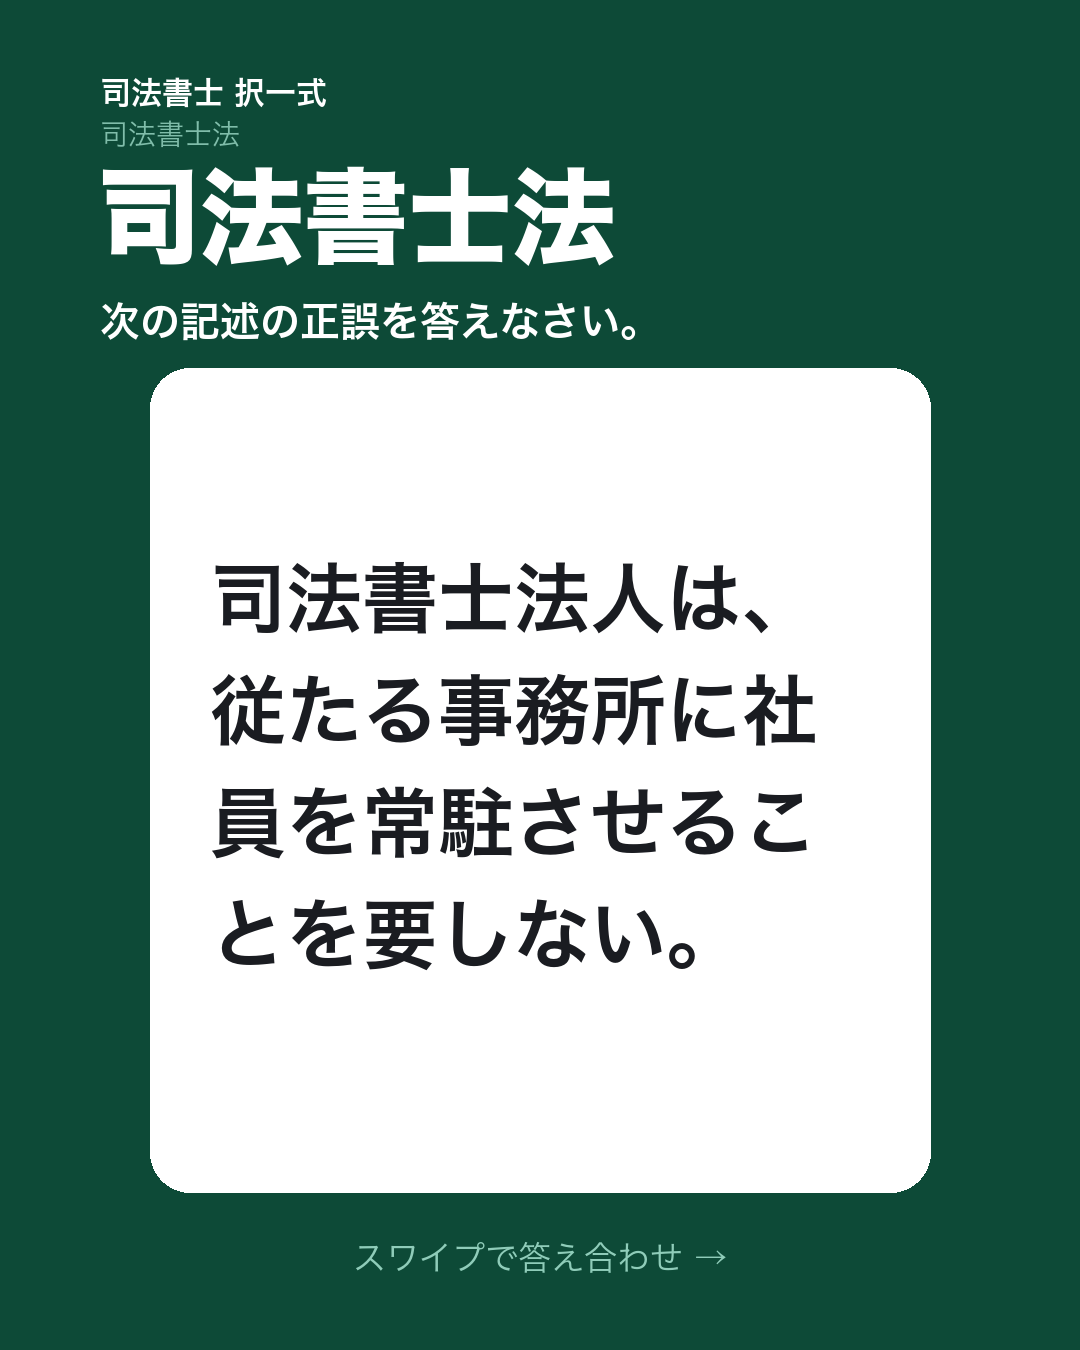 司法書士 択一式
司法書士法
司法書士法
次の記述の正誤を答えなさい。
司法書士法人は、
従たる事務所に社
員を常駐させるこ
とを要しない。
スワイプで答え合わせ →